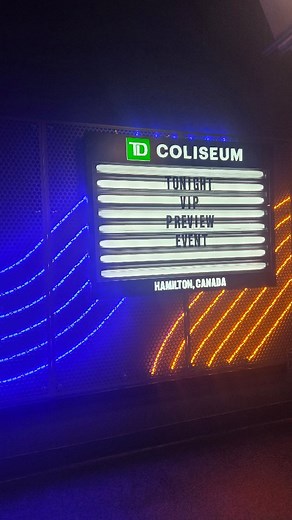 TD COLISEUM
TONIGHT
VIP
PREVIEW
EVENT
HAMILTON, CANADA